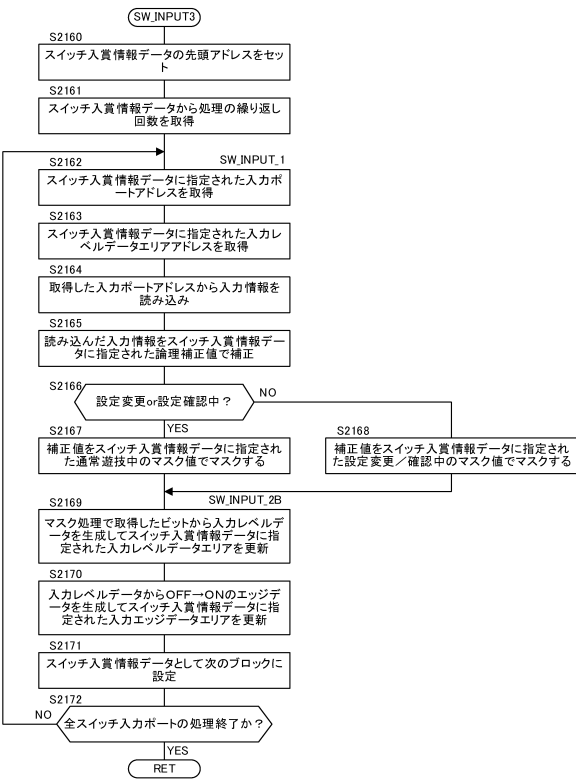 SW_INPUT3
S2160
スイッチ入賞情報データの先頭アドレスをセッ
ト
S2161
スイッチ入賞情報データから処理の繰り返し
回数を取得
SW_INPUT_1
S2162
スイッチ入賞情報データに指定された入力ポ
ートアドレスを取得
S2163
スイッチ入賞情報データに指定された入力レ
ベルデータエリアアドレスを取得
S2164
取得した入力ポートアドレスから入力情報を
読み込み
S2165
読み込んだ入力情報をスイッチ入賞情報デー
タに指定された論理補正値で補正
S2166
設定変更or設定確認中？
NO
YES
S2167
補正値をスイッチ入賞情報データに指定され
た通常遊技中のマスク値でマスクする
S2168
補正値をスイッチ入賞情報データに指定され
た設定変更／確認中のマスク値でマスクする
SW_INPUT_2B
S2169
マスク処理で取得したビットから入力レベルデ
ータを生成してスイッチ入賞情報データに指
定された入力レベルデータエリアを更新
S2170
入力レベルデータからOFF→ONのエッジデ
ータを生成してスイッチ入賞情報データに指
定された入力エッジデータエリアを更新
S2171
スイッチ入賞情報データとして次のブロックに
設定
S2172
全スイッチ入力ポートの処理終了か？
NO
YES
RET